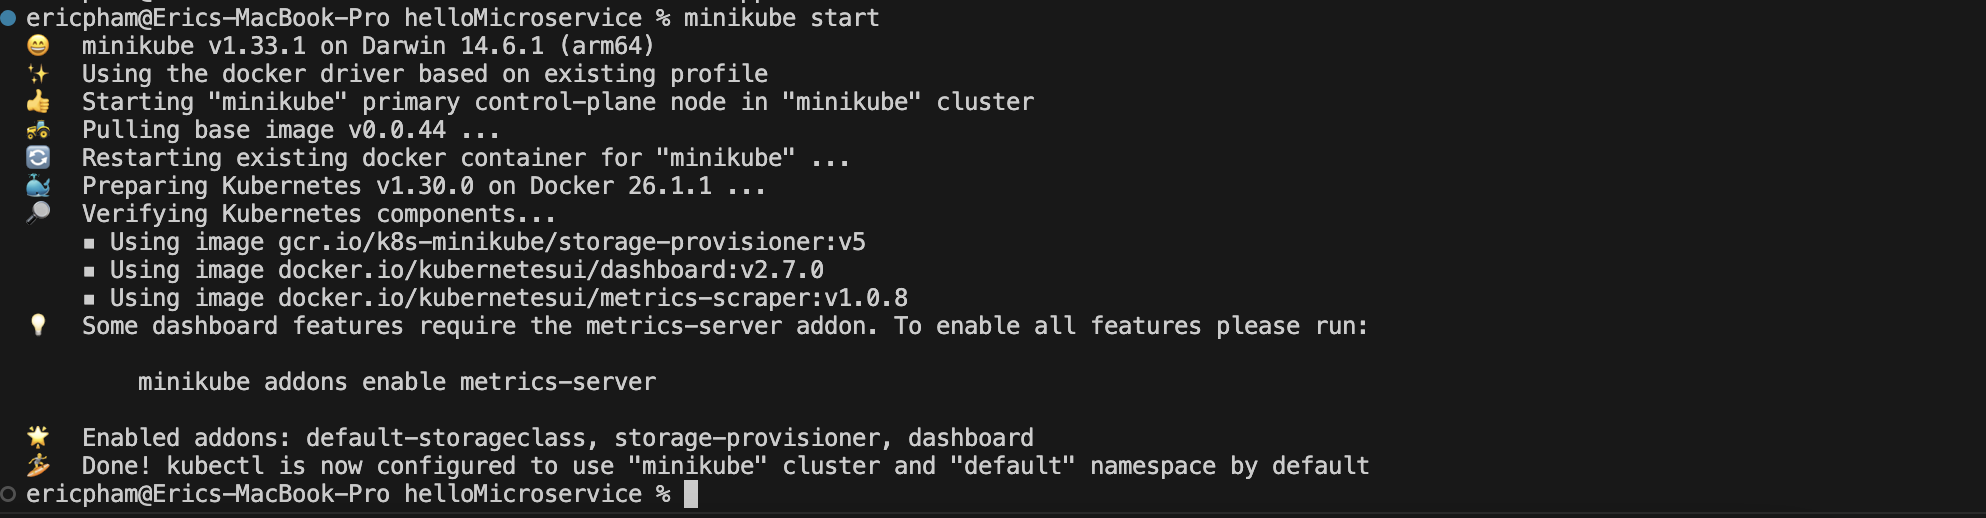 ericpham@Erics-MacBook-Pro helloMicroservice % minikube start
😄 minikube v1.33.1 on Darwin 14.6.1 (arm64)
✨ Using the docker driver based on existing profile
👍 Starting "minikube" primary control-plane node in "minikube" cluster
🚜 Pulling base image v0.0.44 ...
🔄 Restarting existing docker container for "minikube" ...
🐳 Preparing Kubernetes v1.30.0 on Docker 26.1.1 ...
🔎 Verifying Kubernetes components...
▪ Using image gcr.io/k8s-minikube/storage-provisioner:v5
▪ Using image docker.io/kubernetesui/dashboard:v2.7.0
▪ Using image docker.io/kubernetesui/metrics-scraper:v1.0.8
💡 Some dashboard features require the metrics-server addon. To enable all features please run:
minikube addons enable metrics-server
🌟 Enabled addons: default-storageclass, storage-provisioner, dashboard
🏄 Done! kubectl is now configured to use "minikube" cluster and "default" namespace by default
ericpham@Erics-MacBook-Pro helloMicroservice %